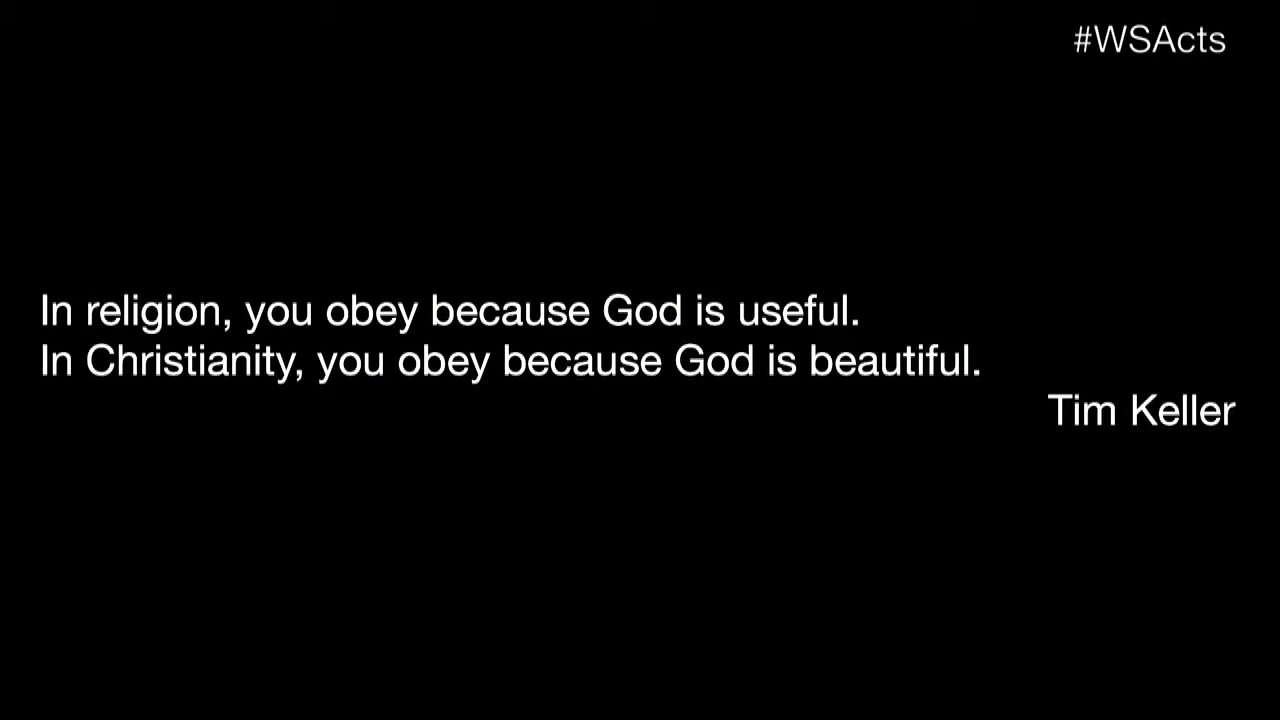 #WSActs
In religion, you obey because God is useful.
In Christianity, you obey because God is beautiful.
Tim Keller